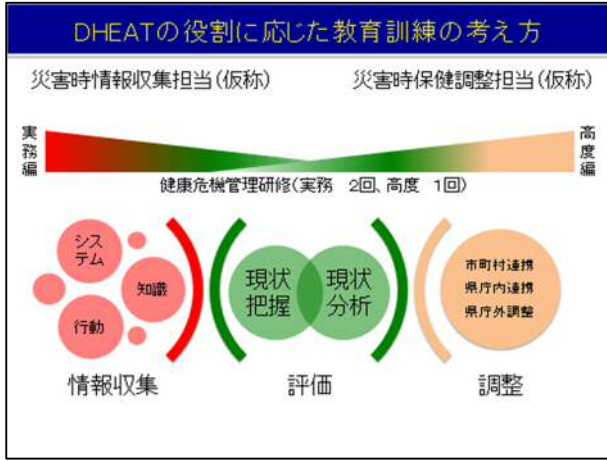 DHEATの役割に応じた教育訓練の考え方
災害時情報収集担当(仮称)
災害時保健調整担当(仮称)
実務編
高度編
健康危機管理研修(実務 2回、高度 1回)
システム
知識
行動
現状把握
現状分析
市町村連携
県庁内連携
県庁外調整
情報収集
評価
調整